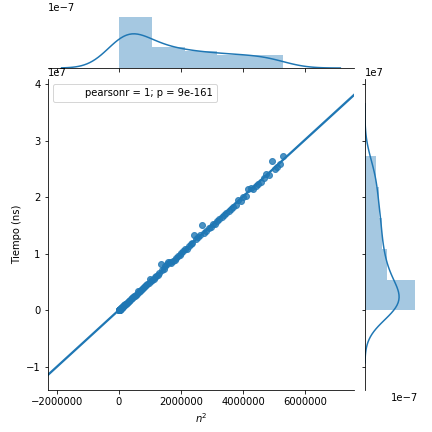 1e−7
1e7
1e7
pearsonr = 1; p = 9e-161
4
3
2
1
0
−1
Tiempo (ns)
−2000000 0 2000000 4000000 6000000
1e−7
n²